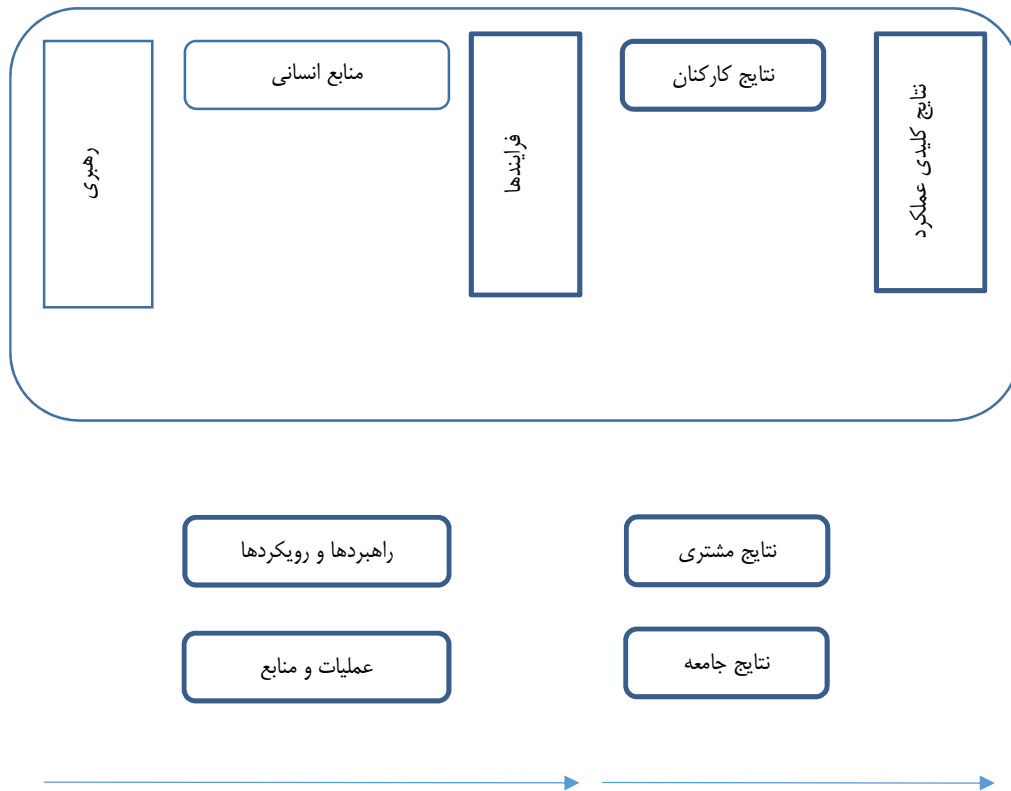 رهبری
منابع انسانی
فرایندها
نتایج کارکنان
نتایج کلیدی عملکرد
راهبردها و رویکردها
نتایج مشتری
عملیات و منابع
نتایج جامعه